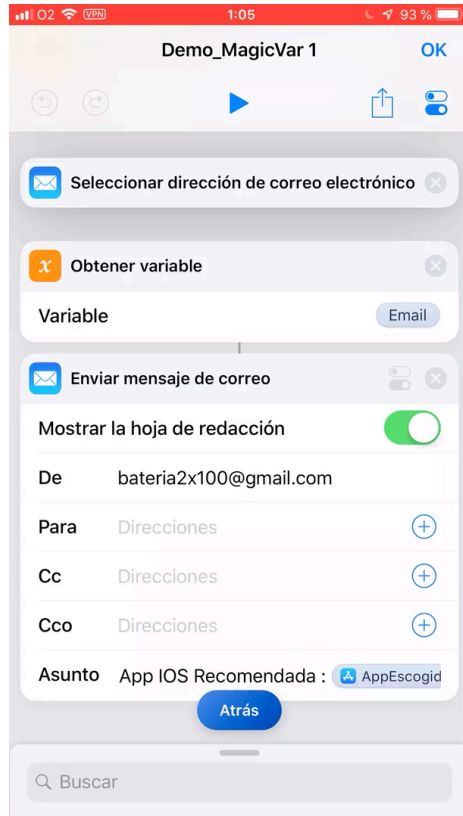 O2 VPN 1:05 93 %
Demo_MagicVar 1 OK
Seleccionar dirección de correo electrónico
x Obtener variable
Variable Email
Enviar mensaje de correo
Mostrar la hoja de redacción
De bateria2x100@gmail.com
Para Direcciones
Cc Direcciones
Cco Direcciones
Asunto App IOS Recomendada : AppEscogid
Atrás
Buscar